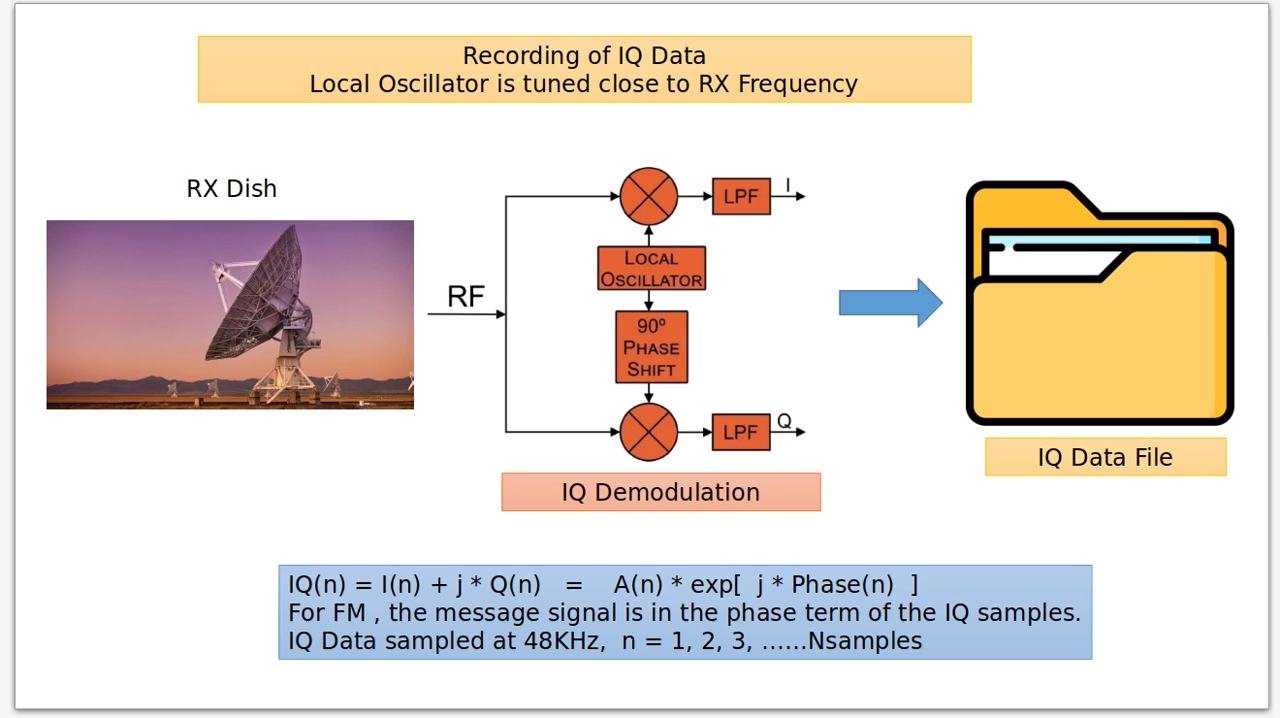 Recording of IQ Data
Local Oscillator is tuned close to RX Frequency
RX Dish
RF
LPF
I
LOCAL
OSCILLATOR
90º
PHASE
SHIFT
LPF
Q
IQ Demodulation
IQ Data File
IQ(n) = I(n) + j * Q(n) = A(n) * exp[ j * Phase(n) ]
For FM , the message signal is in the phase term of the IQ samples.
IQ Data sampled at 48KHz, n = 1, 2, 3, ......Nsamples